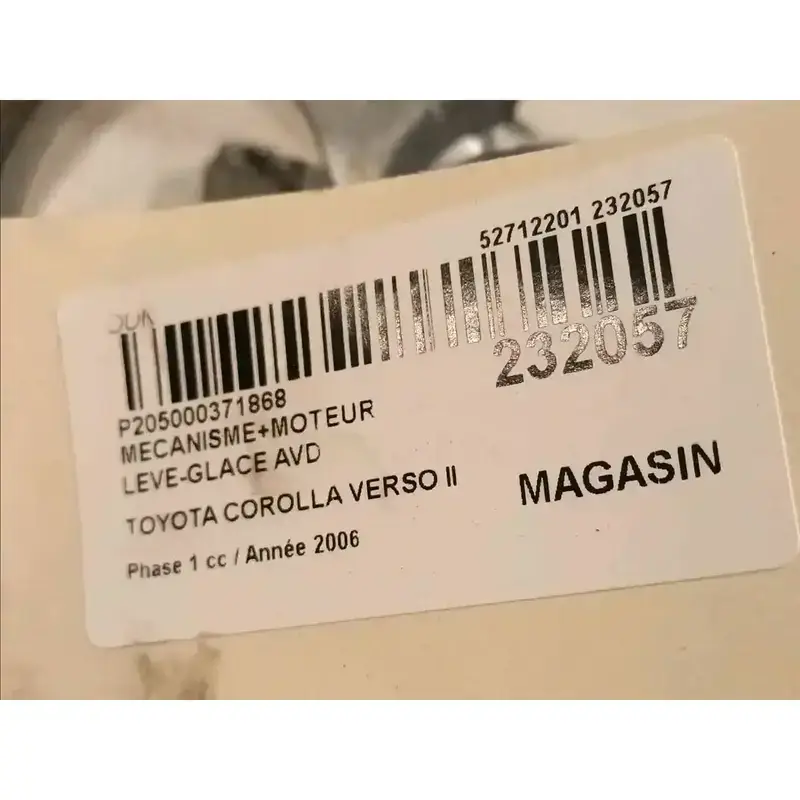 52712201 232057
232057
P205000371868
MECANISME+MOTEUR
LEVE-GLACE AVD
TOYOTA COROLLA VERSO II
MAGASIN
Phase 1 cc / Année 2006